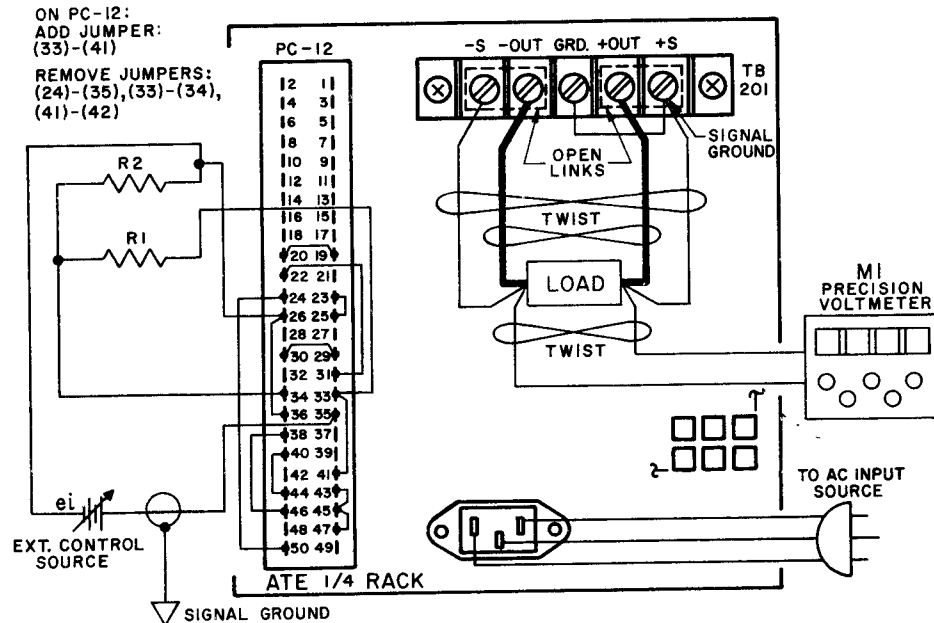 ON PC-12:
ADD JUMPER:
(33)-(41)
REMOVE JUMPERS:
(24)-(35),(33)-(34),
(41)-(42)
PC-12
2 1
4 3
6 5
8 7
10 9
12 11
14 13
16 15
18 17
20 19
22 21
24 23
26 25
28 27
30 29
32 31
34 33
36 35
38 37
40 39
42 41
44 43
46 45
48 47
50 49
R2
R1
ei
EXT. CONTROL
SOURCE
SIGNAL GROUND
ATE 1/4 RACK
-S -OUT GRD. +OUT +S
TB
201
SIGNAL
GROUND
OPEN
LINKS
TWIST
LOAD
TWIST
M1
PRECISION
VOLTMETER
TO AC INPUT
SOURCE